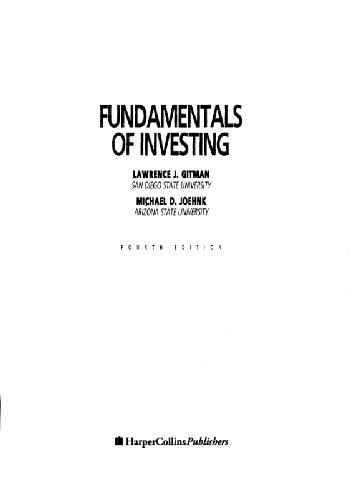 FUNDAMENTALS
OF INVESTING
LAWRENCE J. GITMAN
SAN DIEGO STATE UNIVERSITY
MICHAEL D. JOEHNK
ARIZONA STATE UNIVERSITY
FOURTH EDITION
HarperCollinsPublishers